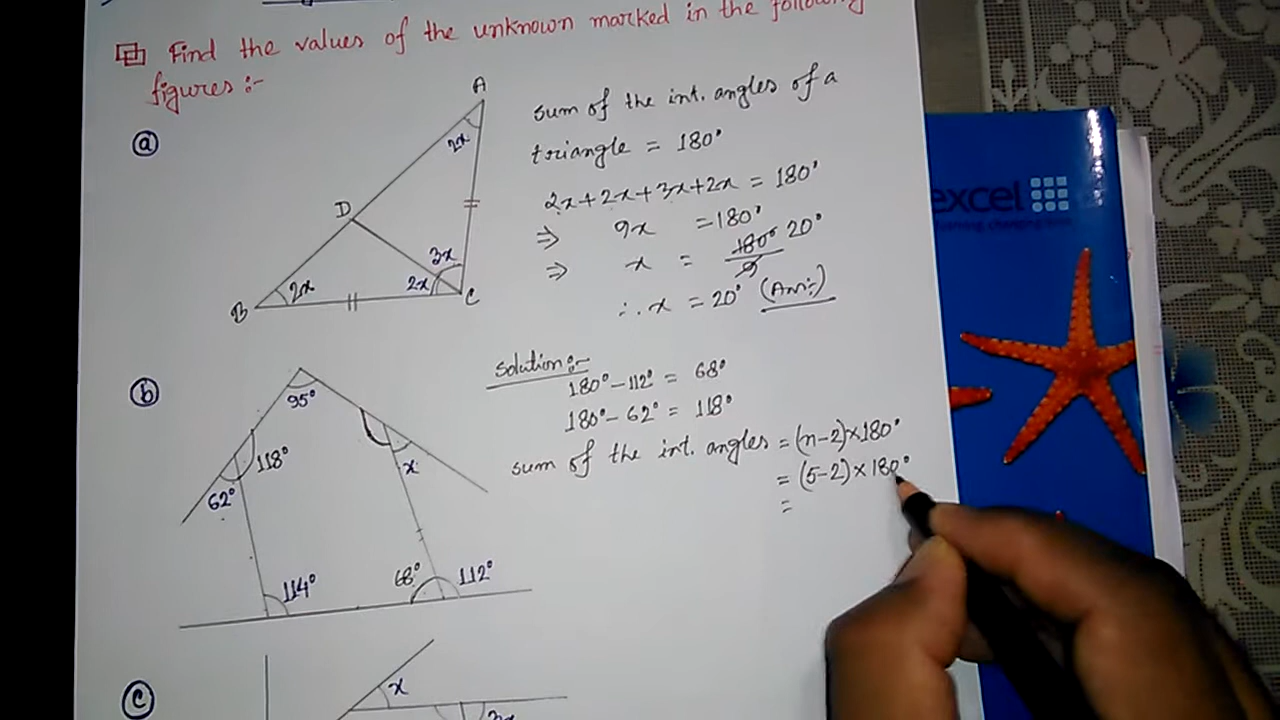 Find the values of the unknown marked in the following
figures :-
ⓐ
A
2x
D
3x
2x
2x
B
C
sum of the int. angles of a
triangle = 180°
2x+2x+3x+2x = 180°
⇒ 9x = 180°
⇒ x = 180°/9 20°
∴ x = 20° (Ans:-)
ⓑ
95°
118°
x
62°
114°
68°
112°
Solution :-
180° - 112° = 68°
180° - 62° = 118°
sum of the int. angles = (n-2)×180°
= (5-2)×180°
=
ⓒ
x
excel